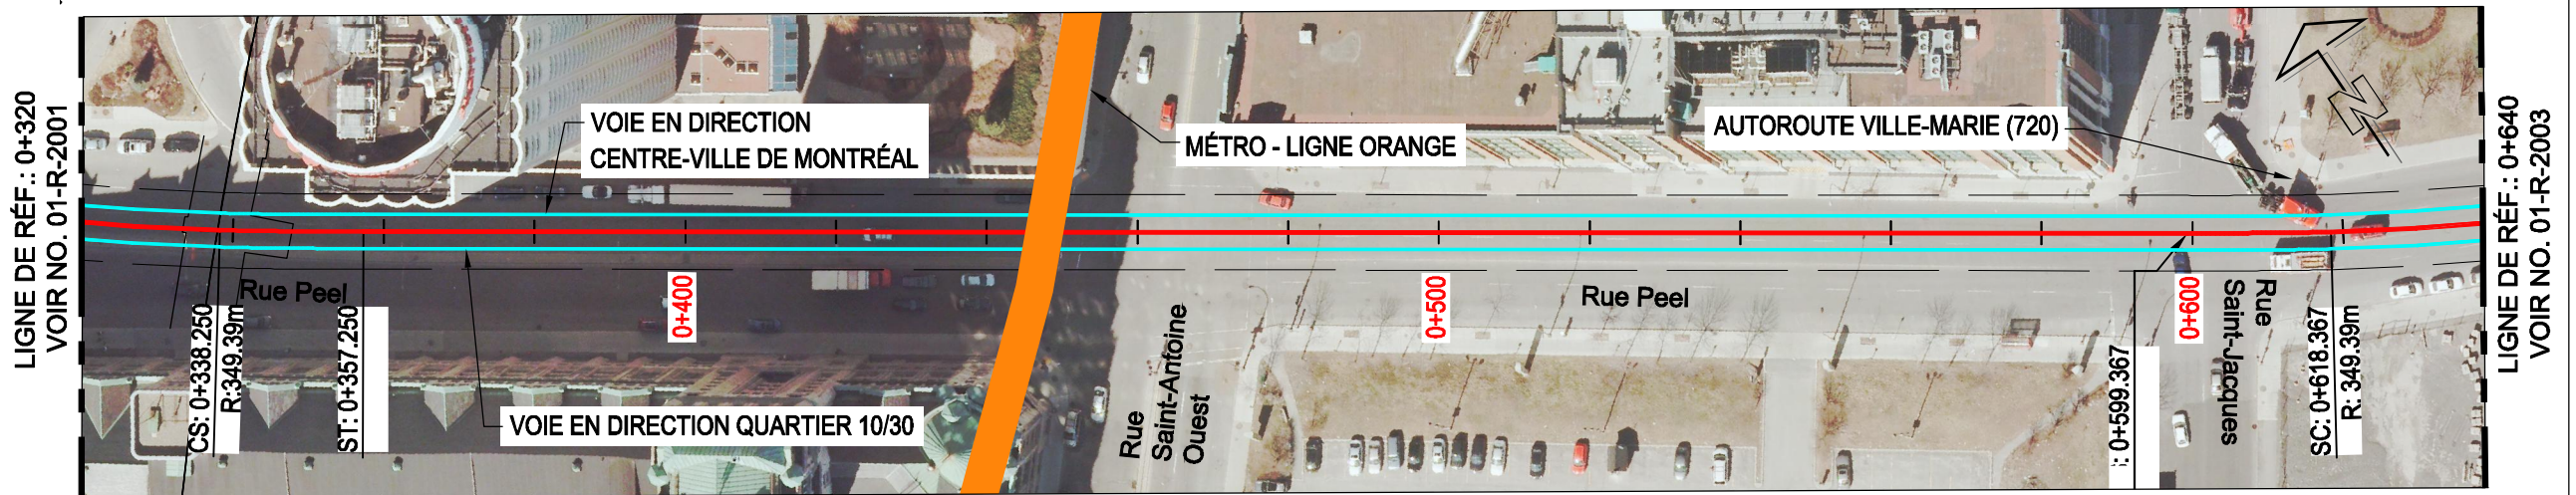 LIGNE DE RÉF.: 0+320
VOIR NO. 01-R-2001
VOIE EN DIRECTION
CENTRE-VILLE DE MONTRÉAL
MÉTRO - LIGNE ORANGE
AUTOROUTE VILLE-MARIE (720)
N
CS: 0+338.250
R:349.39m
Rue Peel
ST: 0+357.250
0+400
VOIE EN DIRECTION QUARTIER 10/30
Rue
Saint-Antoine
Ouest
0+500
Rue Peel
: 0+599.367
0+600
Rue
Saint-Jacques
SC: 0+618.367
R: 349.39m
LIGNE DE RÉF.: 0+640
VOIR NO. 01-R-2003